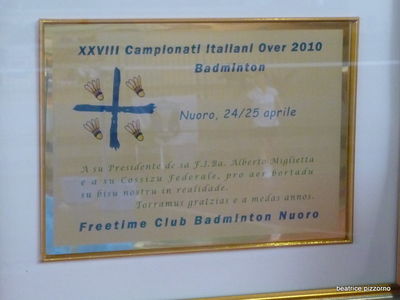 XXVIII Campionati Italiani Over 2010
Badminton
Nuoro, 24/25 aprile
A su Presidente de sa F.I.Ba. Alberto Miglietta
e a su Cossizu Federale, pro aer bortadu
su bisu nostru in realidade.
Torramus gratzias e a medas annos.
Freetime Club Badminton Nuoro
beatrice pizzorno